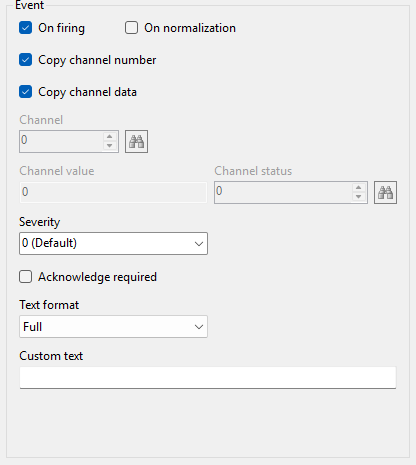 Event
On firing On normalization
Copy channel number
Copy channel data
Channel
0
Channel value Channel status
0 0
Severity
0 (Default)
Acknowledge required
Text format
Full
Custom text